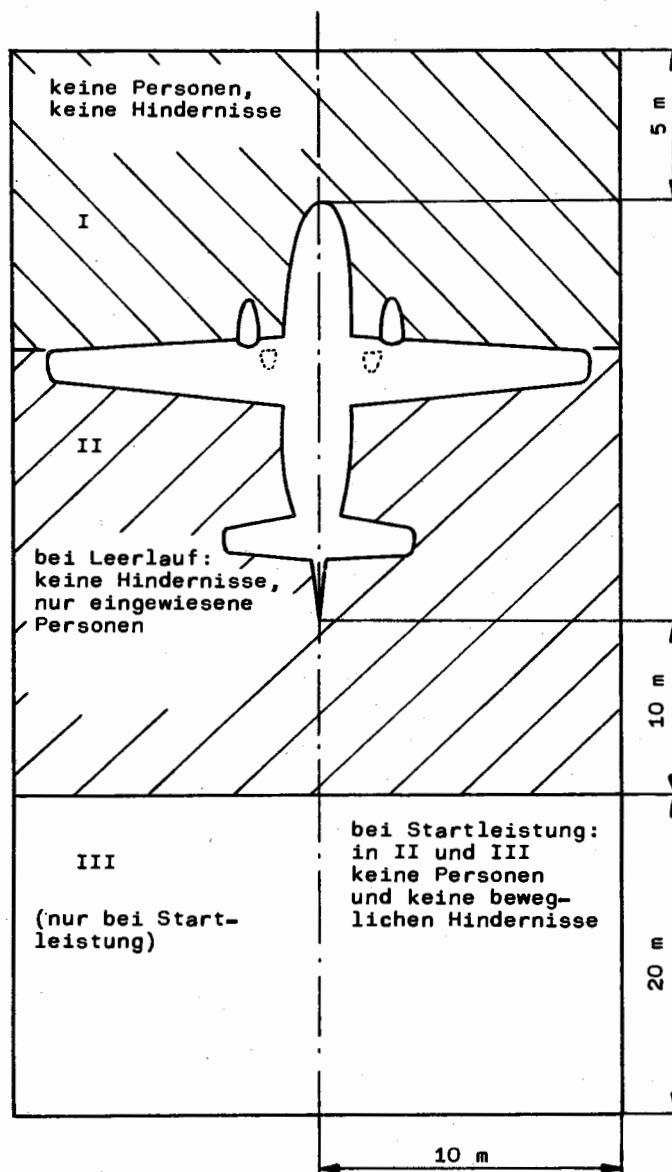 keine Personen,
keine Hindernisse
5 m
I
II
bei Leerlauf:
keine Hindernisse,
nur eingewiesene
Personen
10 m
III
(nur bei Start-
leistung)
bei Startleistung:
in II und III
keine Personen
und keine beweg-
lichen Hindernisse
20 m
10 m